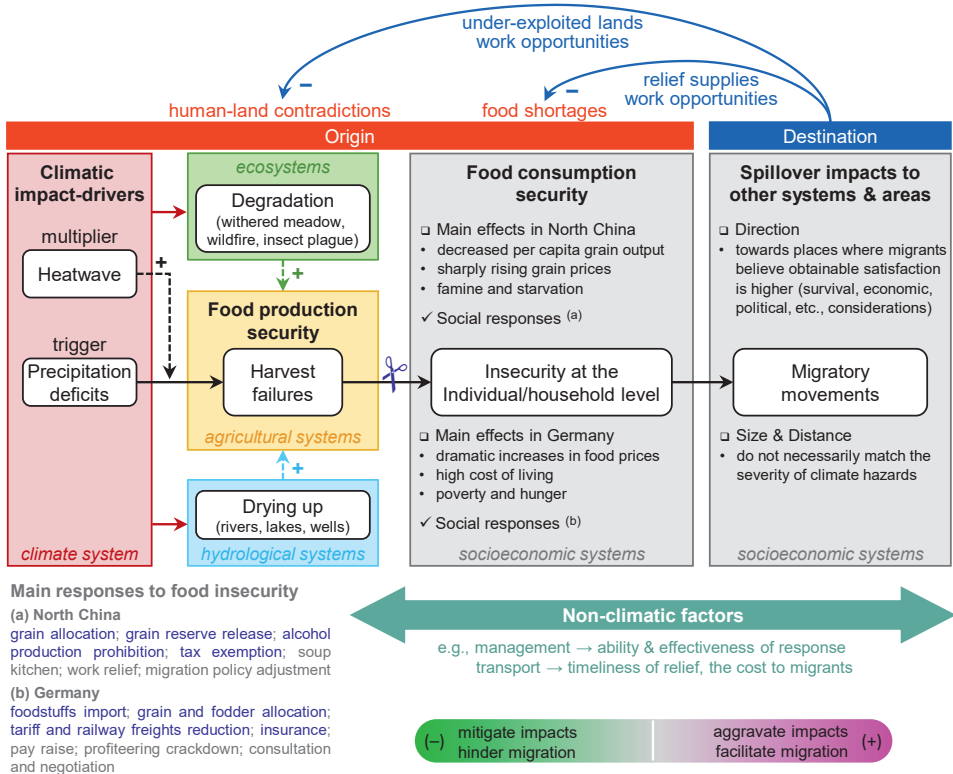 under-exploited lands
work opportunities
−
−
relief supplies
work opportunities
human-land contradictions
food shortages
Origin
Destination
Climatic
impact-drivers
multiplier
Heatwave
+
trigger
Precipitation
deficits
climate system
ecosystems
Degradation
(withered meadow,
wildfire, insect plague)
+
Food production
security
Harvest
failures
agricultural systems
+
Drying up
(rivers, lakes, wells)
hydrological systems
Food consumption
security
❑ Main effects in North China
• decreased per capita grain output
• sharply rising grain prices
• famine and starvation
✓ Social responses (a)
Insecurity at the
Individual/household level
❑ Main effects in Germany
• dramatic increases in food prices
• high cost of living
• poverty and hunger
✓ Social responses (b)
socioeconomic systems
Spillover impacts to
other systems & areas
❑ Direction
• towards places where migrants
believe obtainable satisfaction
is higher (survival, economic,
political, etc., considerations)
Migratory
movements
❑ Size & Distance
• do not necessarily match the
severity of climate hazards
socioeconomic systems
Main responses to food insecurity
(a) North China
grain allocation; grain reserve release; alcohol
production prohibition; tax exemption; soup
kitchen; work relief; migration policy adjustment
(b) Germany
foodstuffs import; grain and fodder allocation;
tariff and railway freights reduction; insurance;
pay raise; profiteering crackdown; consultation
and negotiation
Non-climatic factors
e.g., management → ability & effectiveness of response
transport → timeliness of relief, the cost to migrants
(−) mitigate impacts
hinder migration
aggravate impacts (+)
facilitate migration